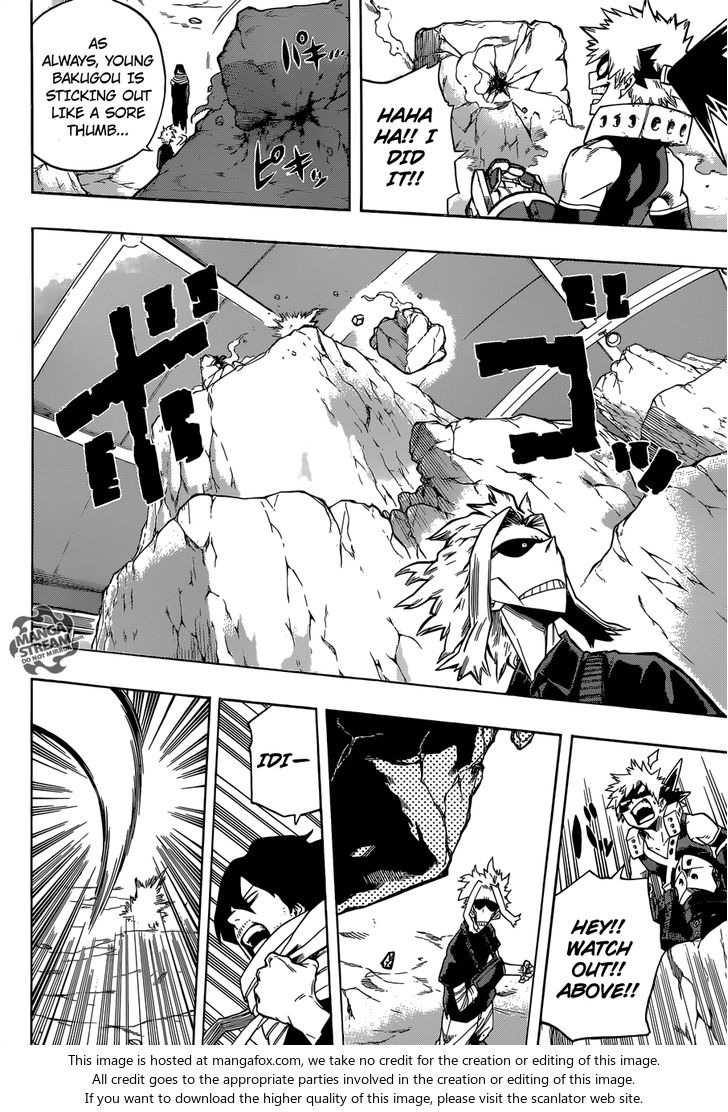 HAHA
HA!! I
DID
IT!!
AS
ALWAYS, YOUNG
BAKUGOU IS
STICKING OUT
LIKE A SORE
THUMB...
パキッ
ピキッ
ボゴッ
HEY!!
WATCH
OUT!!
ABOVE!!
IDI—
MANGA
STREAM.com
DO NOT MIRROR
This image is hosted at mangafox.com, we take no credit for the creation or editing of this image.
All credit goes to the appropriate parties involved in the creation or editing of this image.
If you want to download the higher quality of this image, please visit the scanlator web site.